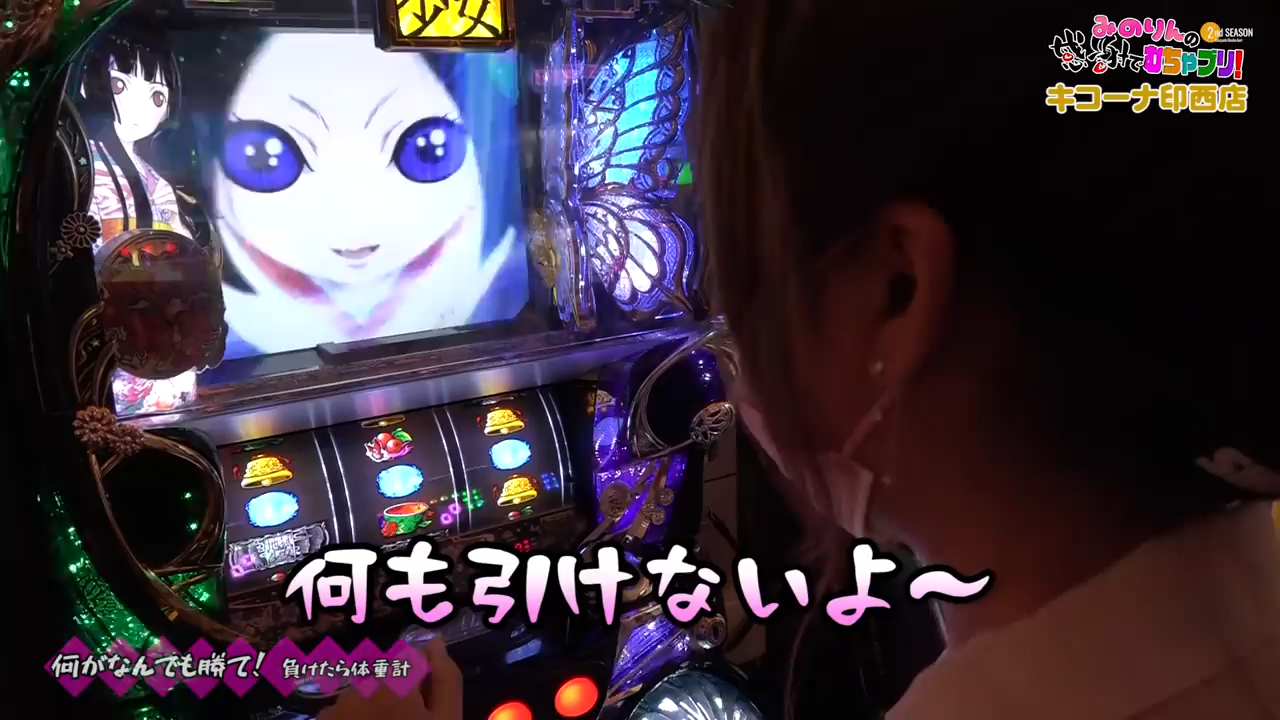 少女
みのりんの
2nd SEASON
むちゃブリ!
キコーナ印西店
何も引けないよ～
何がなんでも勝て! 負けたら体重計